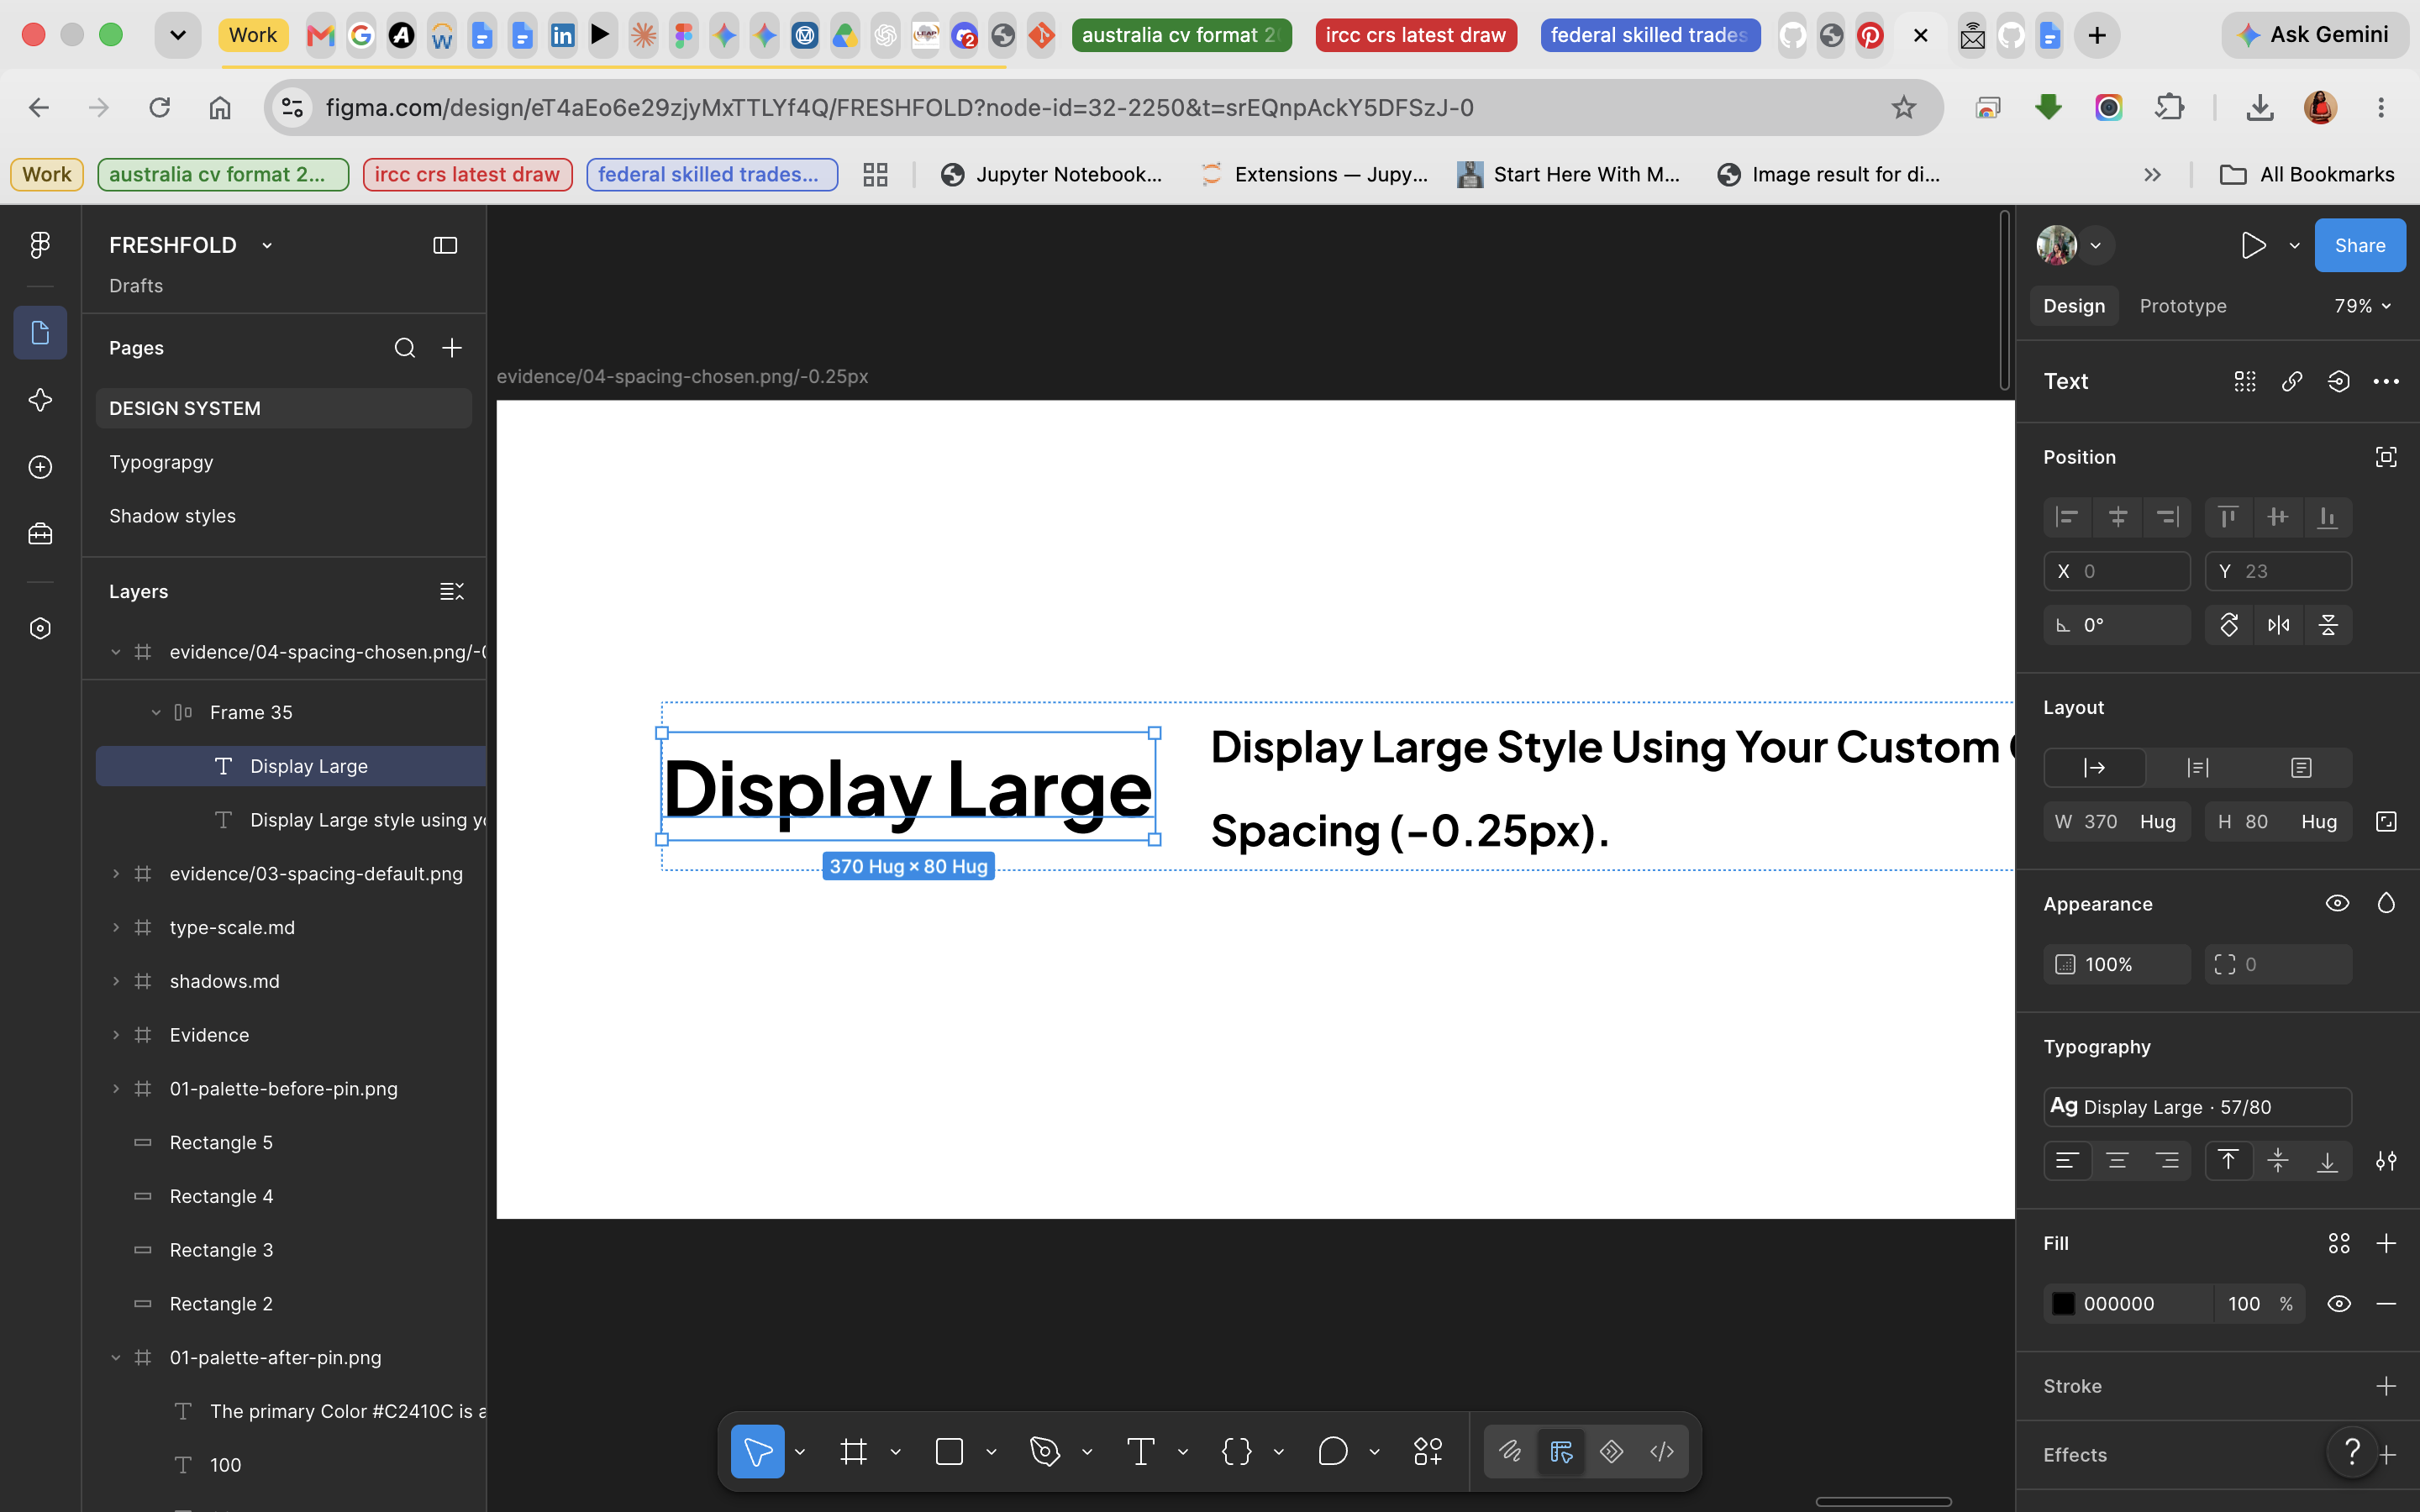 Work
australia cv format 2
ircc crs latest draw
federal skilled trades
Ask Gemini
figma.com/design/eT4aEo6e29zjyMxTTLYf4Q/FRESHFOLD?node-id=32-2250&t=srEQnpAckY5DFSzJ-0
Work
australia cv format 2...
ircc crs latest draw
federal skilled trades...
Jupyter Notebook...
Extensions — Jupy...
Start Here With M...
Image result for di...
All Bookmarks
FRESHFOLD
Drafts
Pages
DESIGN SYSTEM
Typograpgy
Shadow styles
Layers
evidence/04-spacing-chosen.png/-0
Frame 35
Display Large
Display Large style using yo
evidence/03-spacing-default.png
type-scale.md
shadows.md
Evidence
01-palette-before-pin.png
Rectangle 5
Rectangle 4
Rectangle 3
Rectangle 2
01-palette-after-pin.png
The primary Color #C2410C is a
100
evidence/04-spacing-chosen.png/-0.25px
Display Large
Display Large Style Using Your Custom
Spacing (-0.25px).
370 Hug × 80 Hug
Share
Design
Prototype
79%
Text
Position
X 0
Y 23
0°
Layout
W 370 Hug
H 80 Hug
Appearance
100%
0
Typography
Ag Display Large · 57/80
Fill
000000
100 %
Stroke
Effects
?